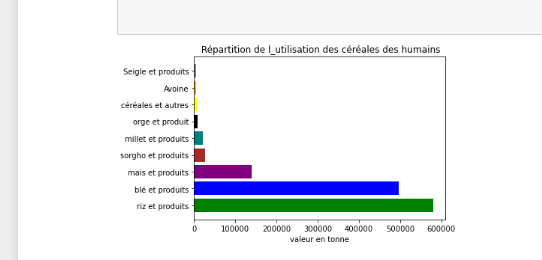 Répartition de l_utilisation des céréales des humains
Seigle et produits
Avoine
céréales et autres
orge et produit
millet et produits
sorgho et produits
mais et produits
blé et produits
riz et produits
0 100000 200000 300000 400000 500000 600000
valeur en tonne